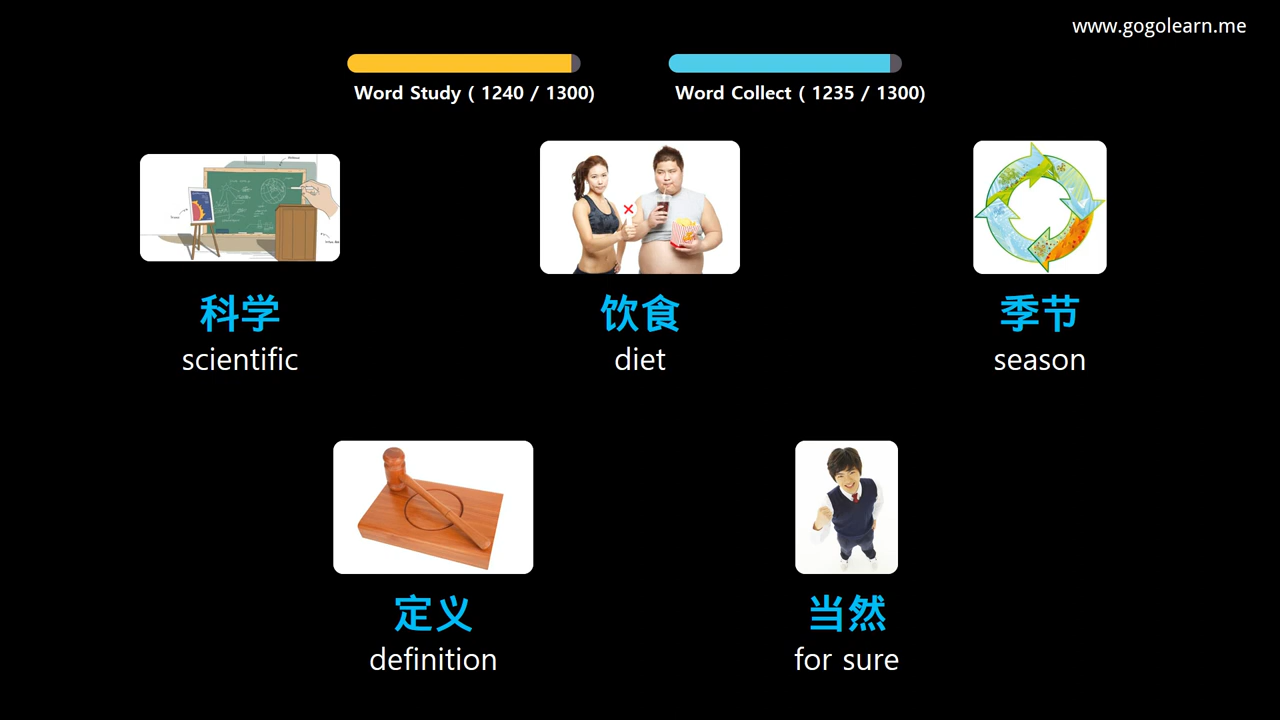 www.gogolearn.me
Word Study ( 1240 / 1300)
Word Collect ( 1235 / 1300)
科学
scientific
饮食
diet
季节
season
定义
definition
当然
for sure